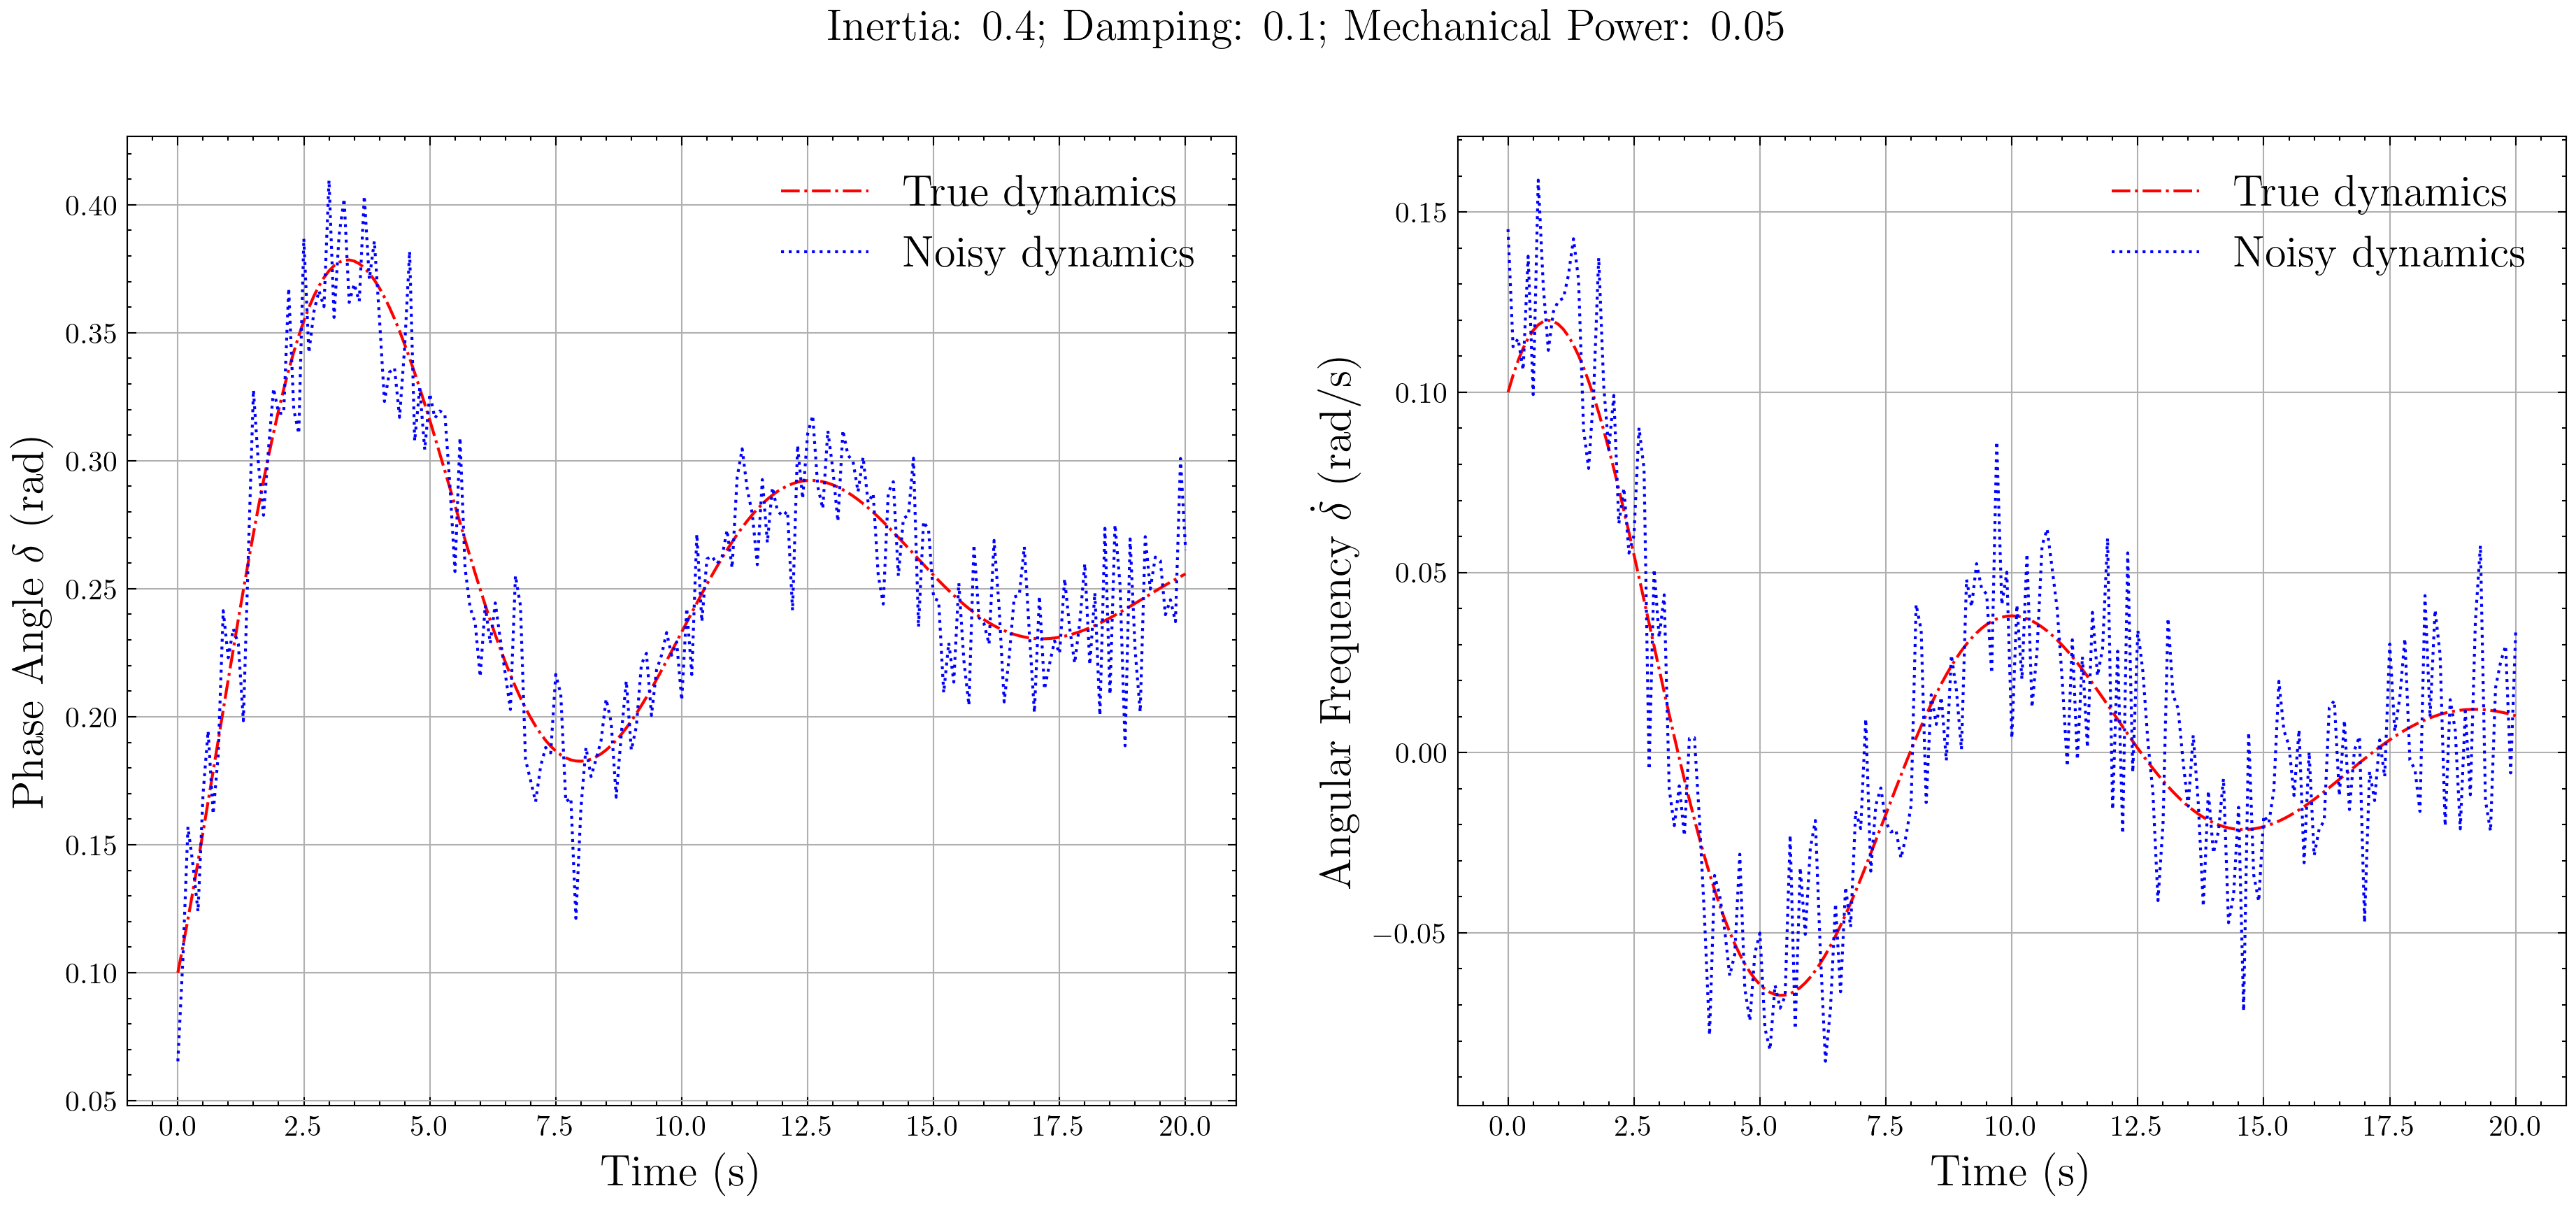 Inertia: 0.4; Damping: 0.1; Mechanical Power: 0.05
True dynamics
Noisy dynamics
Phase Angle δ (rad)
0.40
0.35
0.30
0.25
0.20
0.15
0.10
0.05
0.0 2.5 5.0 7.5 10.0 12.5 15.0 17.5 20.0
Time (s)
True dynamics
Noisy dynamics
Angular Frequency δ̇ (rad/s)
0.15
0.10
0.05
0.00
−0.05
0.0 2.5 5.0 7.5 10.0 12.5 15.0 17.5 20.0
Time (s)